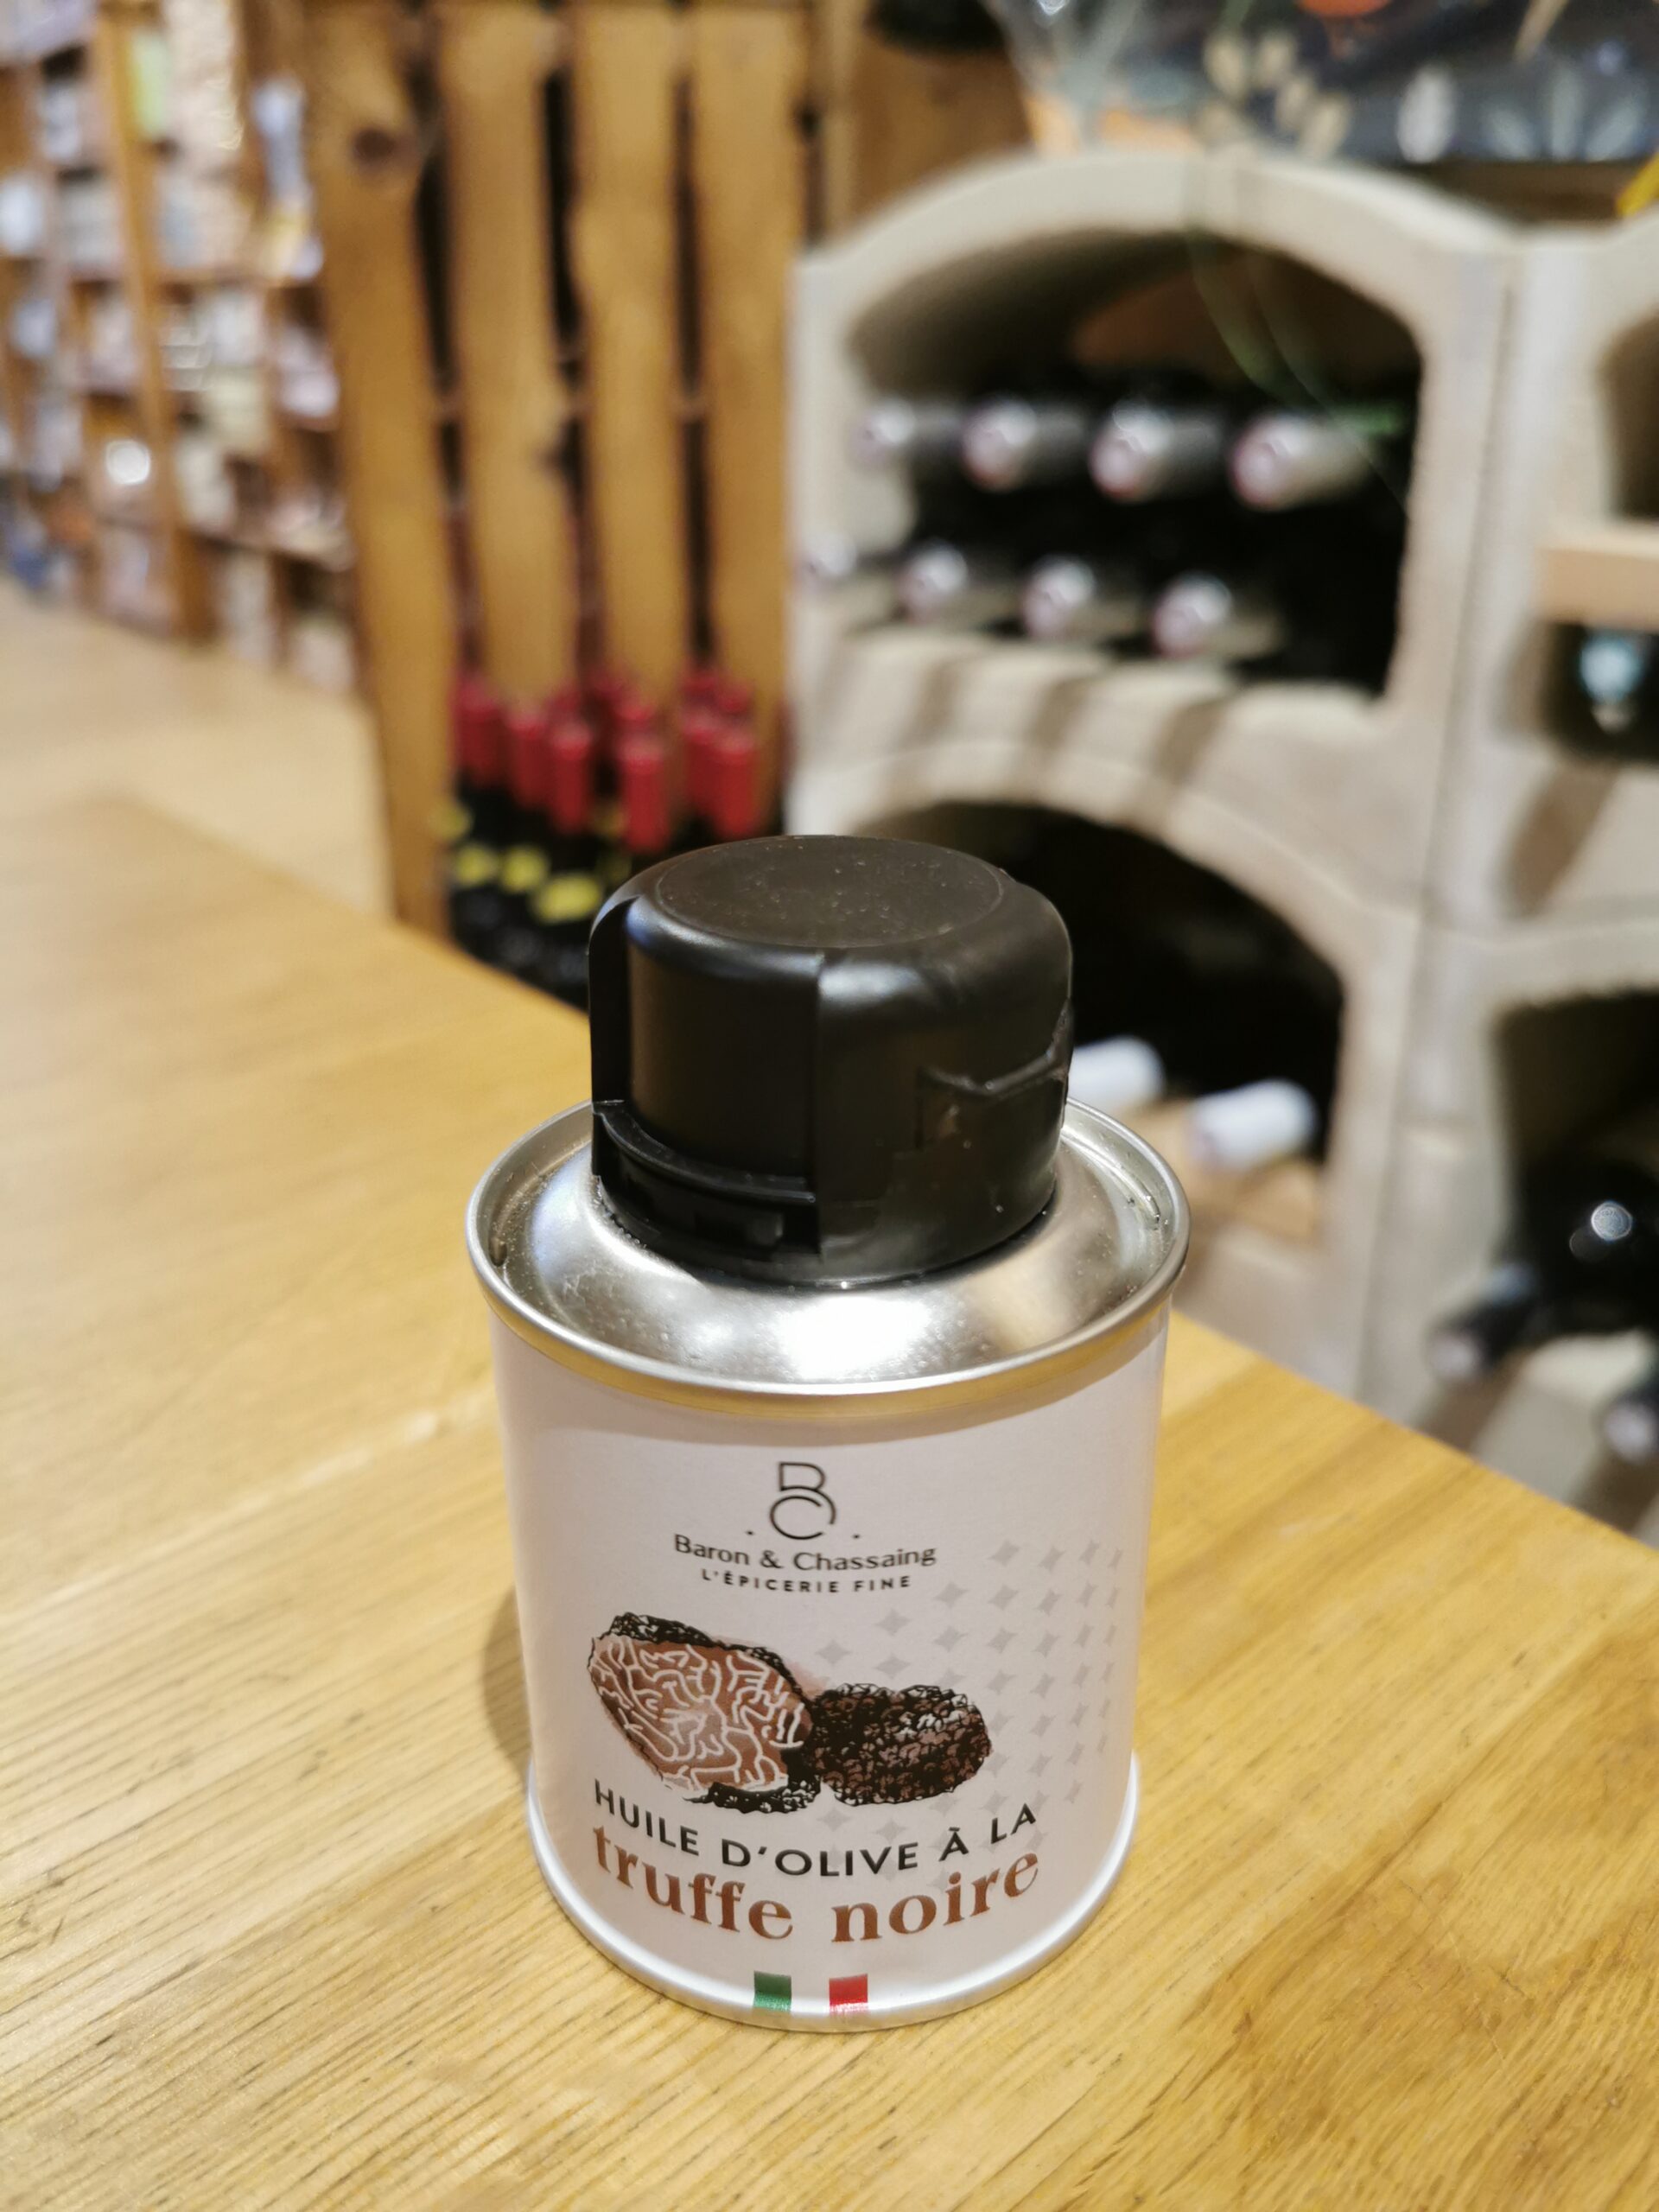 BC
Baron & Chassaing
L'ÉPICERIE FINE
HUILE D'OLIVE À LA
truffe noire